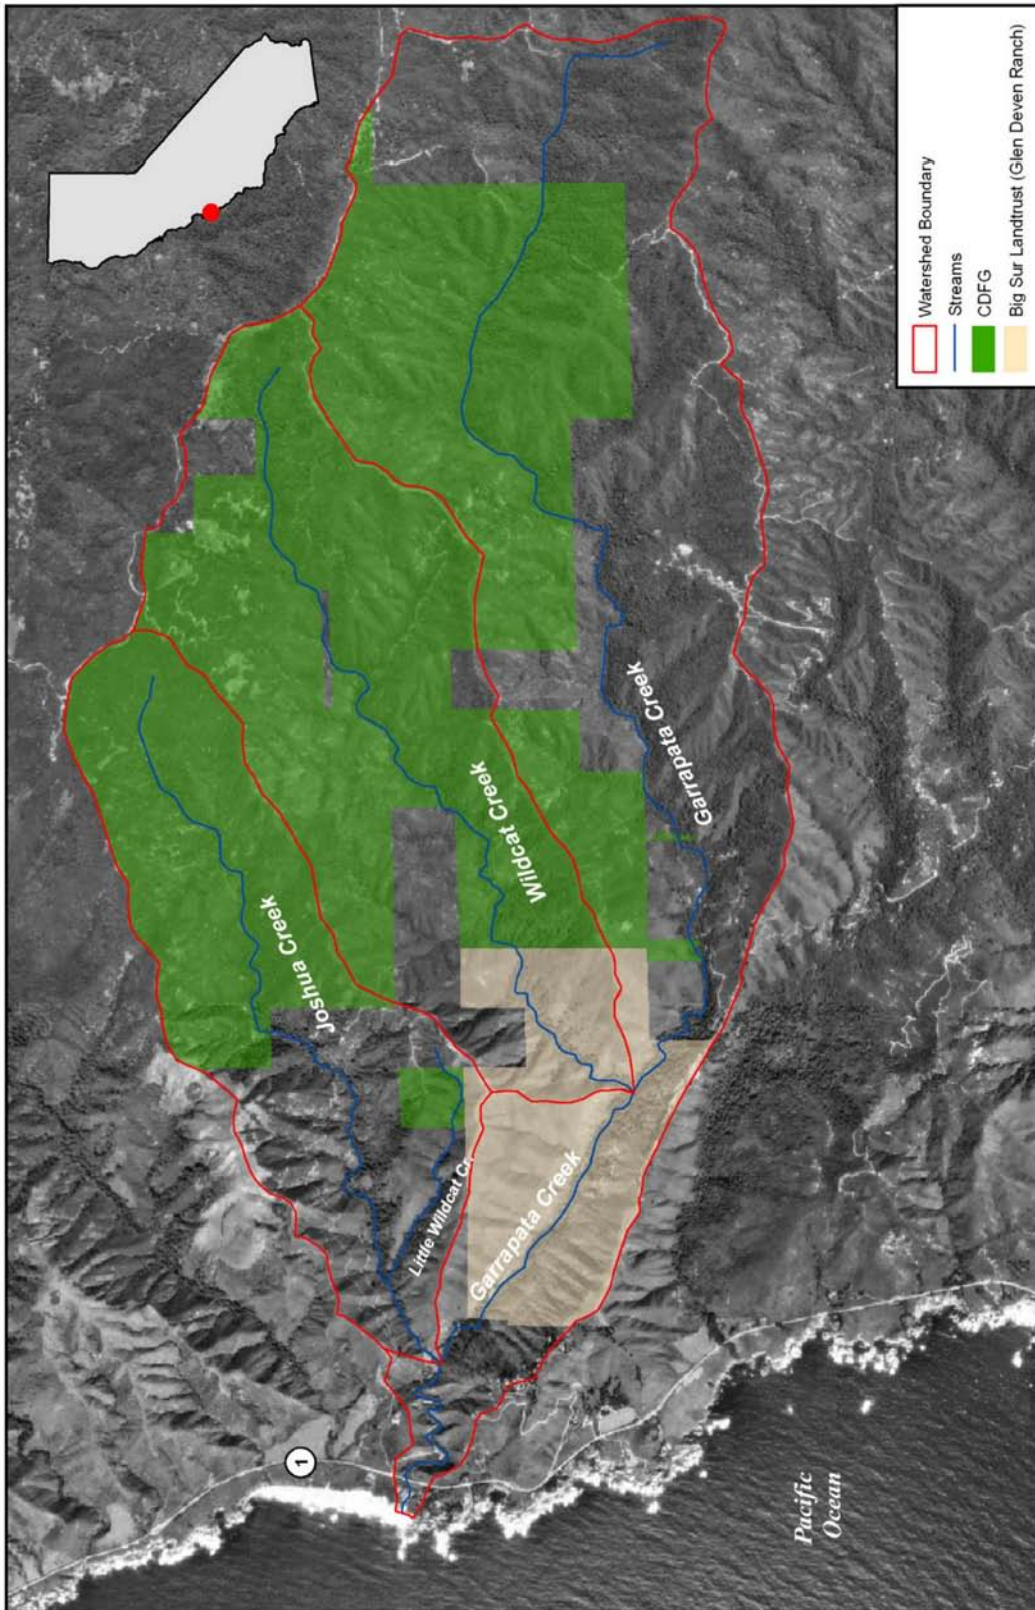 Joshua Creek
Wildcat Creek
Garrapata Creek
Little Wildcat Cr.
Garrapata Creek
1
Pacific
Ocean
Watershed Boundary
Streams
CDFG
Big Sur Landtrust (Glen Deven Ranch)